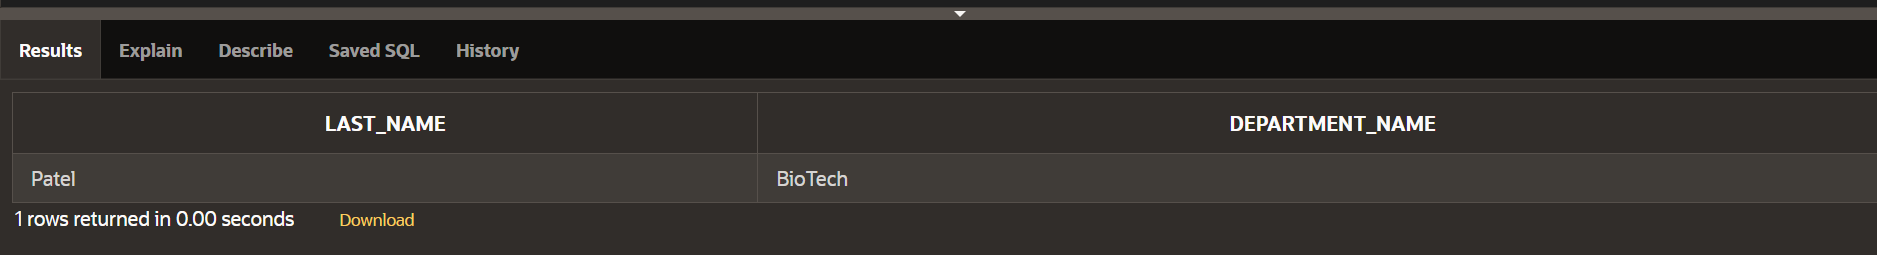 Results Explain Describe Saved SQL History
LAST_NAME DEPARTMENT_NAME
Patel BioTech
1 rows returned in 0.00 seconds Download